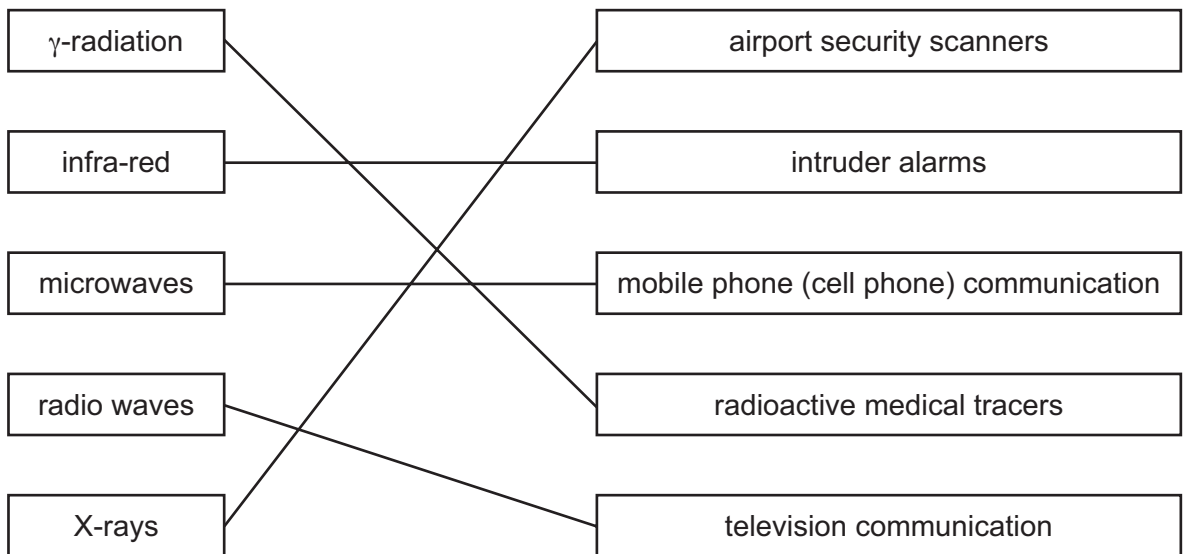 γ-radiation
airport security scanners
infra-red
intruder alarms
microwaves
mobile phone (cell phone) communication
radio waves
radioactive medical tracers
X-rays
television communication